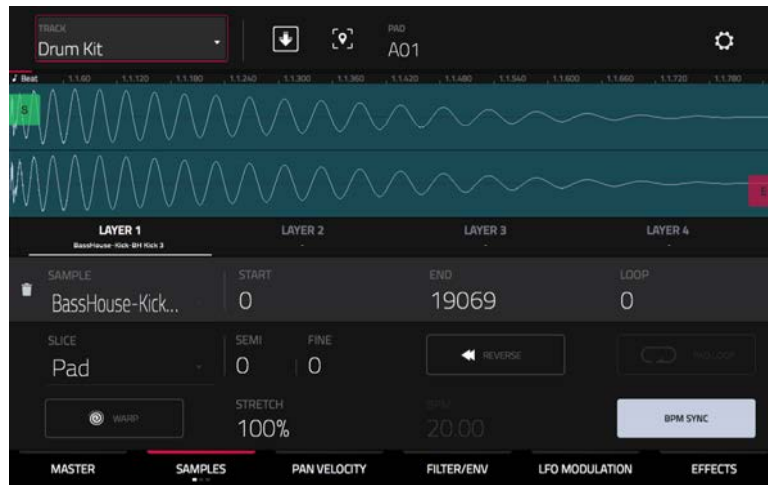 TRACK
Drum Kit
PAD
A01
Beat 1.1.60 1.1.120 1.1.180 1.1.240 1.1.300 1.1.360 1.1.420 1.1.480 1.1.540 1.1.600 1.1.660 1.1.720 1.1.780
S
E
LAYER 1 LAYER 2 LAYER 3 LAYER 4
BassHouse-Kick-BH Kick 3 - - -
SAMPLE START END LOOP
BassHouse-Kick... 0 19069 0
SLICE SEMI FINE
Pad 0 0 REVERSE PAD LOOP
WARP STRETCH BPM
100% 20.00 BPM SYNC
MASTER SAMPLES PAN VELOCITY FILTER/ENV LFO MODULATION EFFECTS